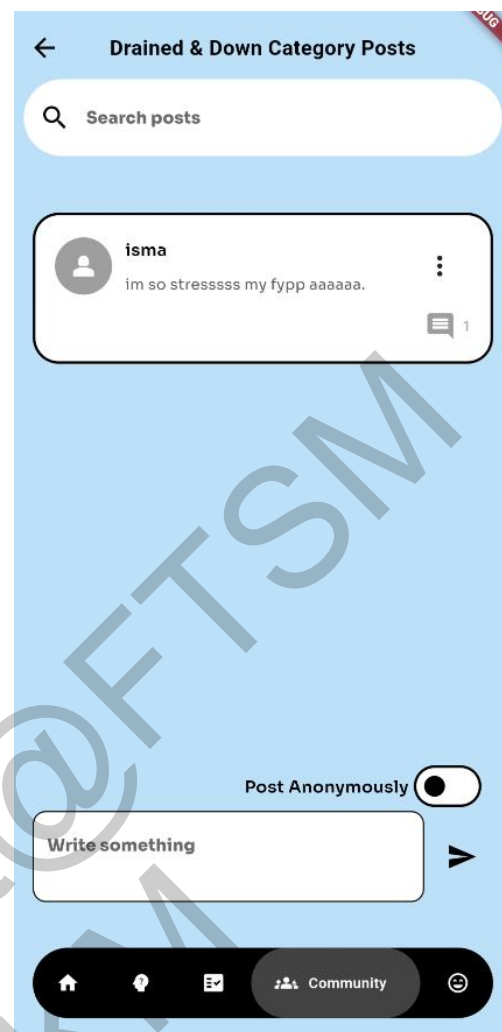 Drained & Down Category Posts
Search posts
isma
im so stresssss my fypp aaaaaa.
1
Post Anonymously
Write something
Community
@FTSM